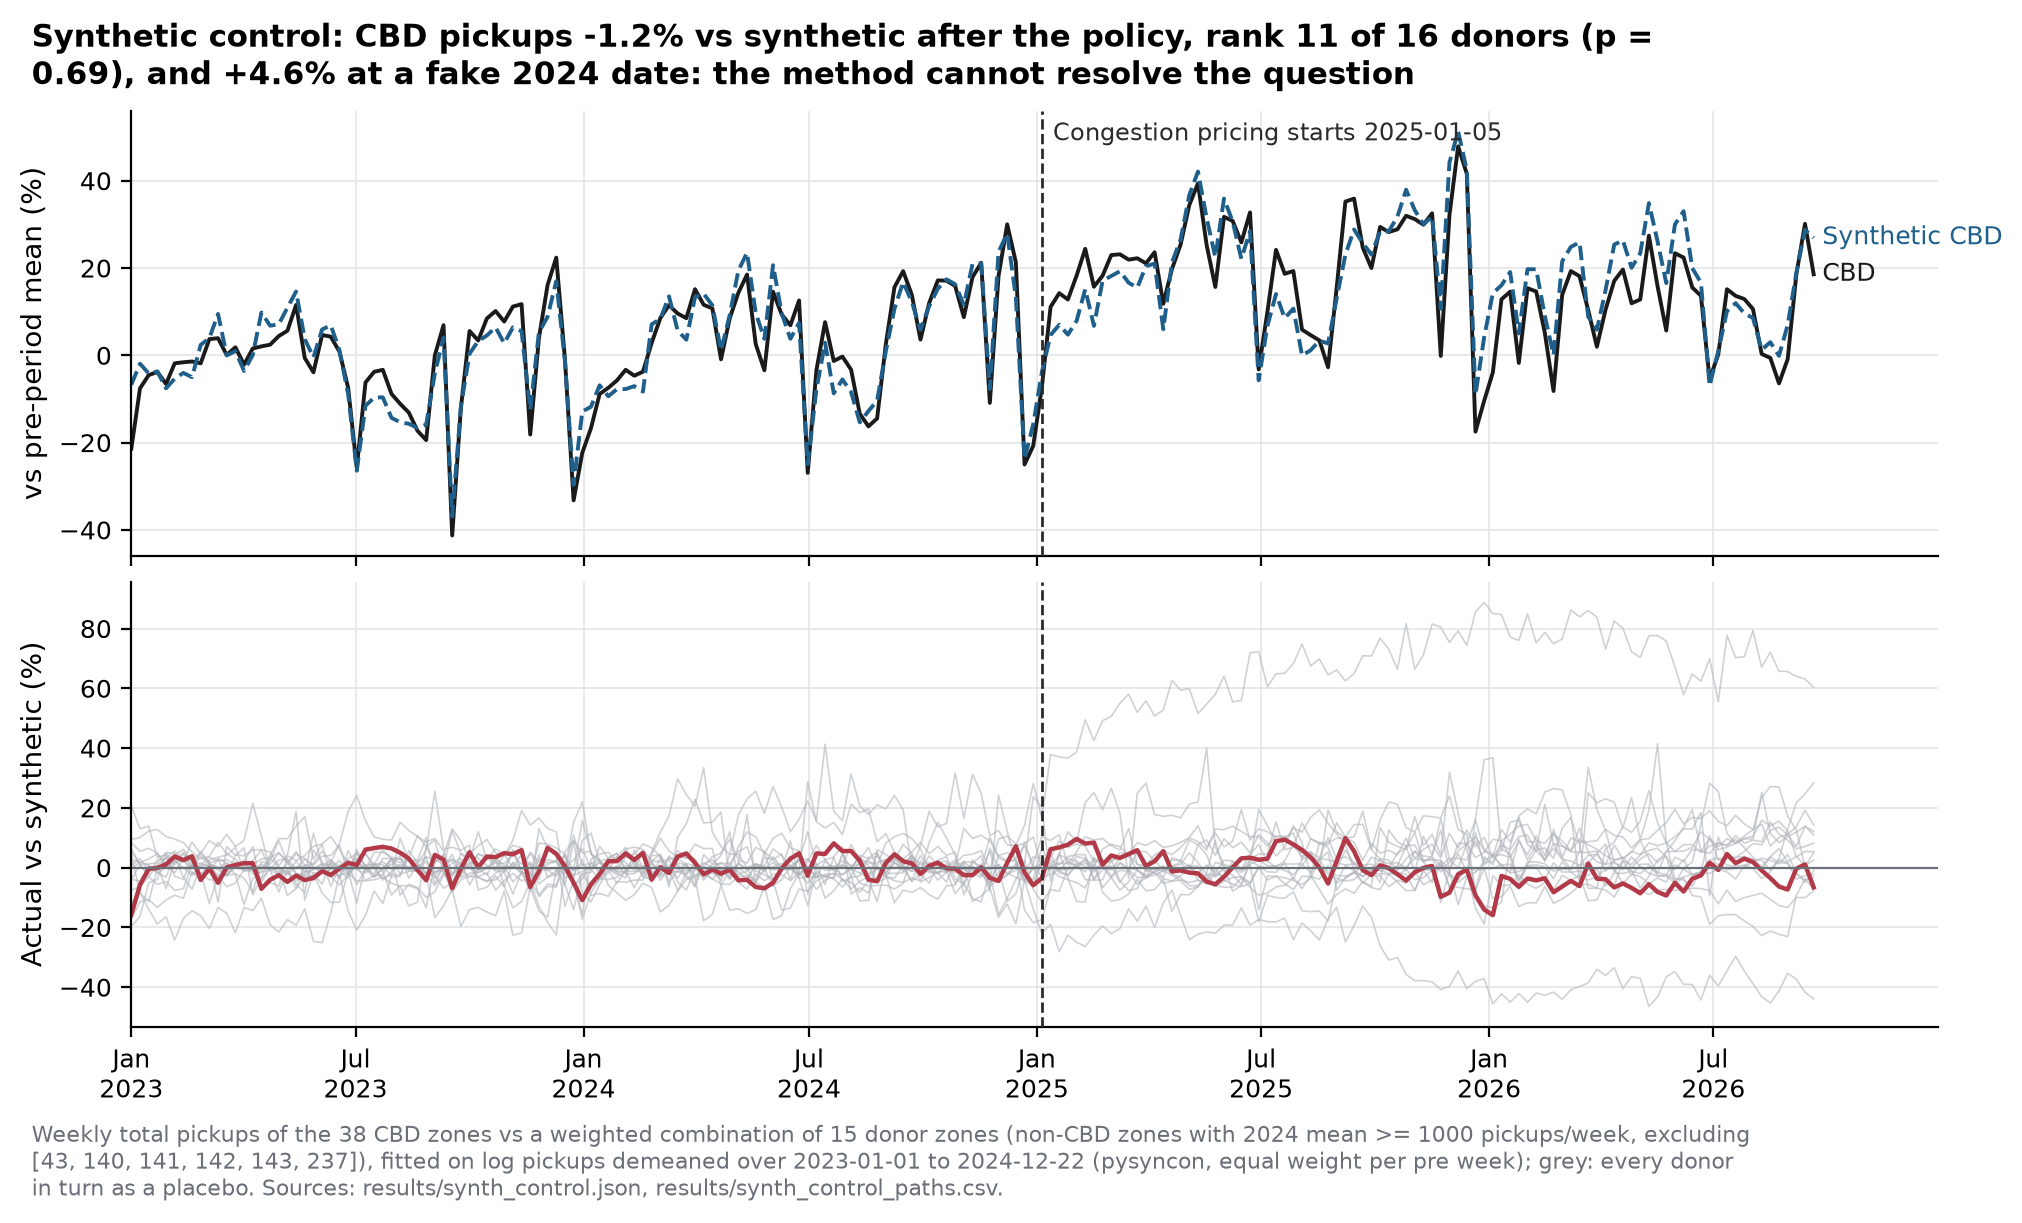 Synthetic control: CBD pickups -1.2% vs synthetic after the policy, rank 11 of 16 donors (p =
0.69), and +4.6% at a fake 2024 date: the method cannot resolve the question
Congestion pricing starts 2025-01-05
vs pre-period mean (%)
40
20
0
−20
−40
Synthetic CBD
CBD
Actual vs synthetic (%)
80
60
40
20
0
−20
−40
Jan
2023
Jul
2023
Jan
2024
Jul
2024
Jan
2025
Jul
2025
Jan
2026
Jul
2026
Weekly total pickups of the 38 CBD zones vs a weighted combination of 15 donor zones (non-CBD zones with 2024 mean >= 1000 pickups/week, excluding
[43, 140, 141, 142, 143, 237]), fitted on log pickups demeaned over 2023-01-01 to 2024-12-22 (pysyncon, equal weight per pre week); grey: every donor
in turn as a placebo. Sources: results/synth_control.json, results/synth_control_paths.csv.